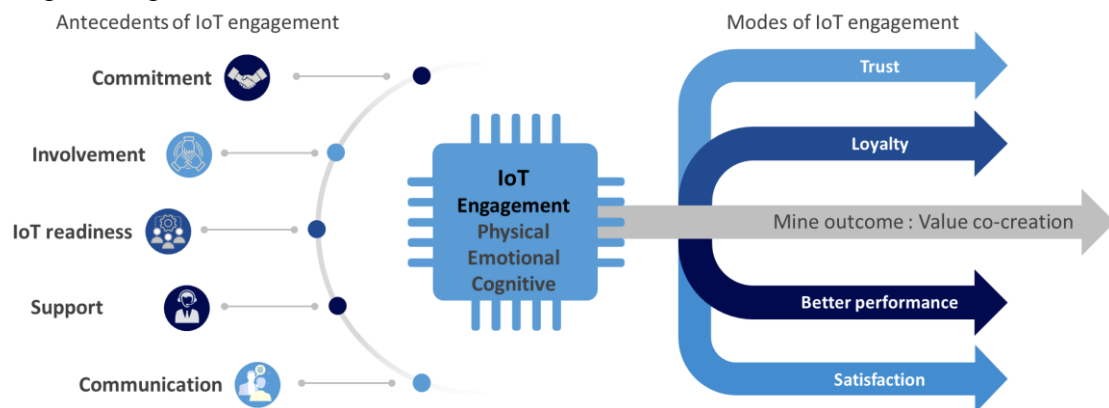 Antecedents of IoT engagement
Commitment
Involvement
IoT readiness
Support
Communication
IoT
Engagement
Physical
Emotional
Cognitive
Modes of IoT engagement
Trust
Loyalty
Mine outcome : Value co-creation
Better performance
Satisfaction